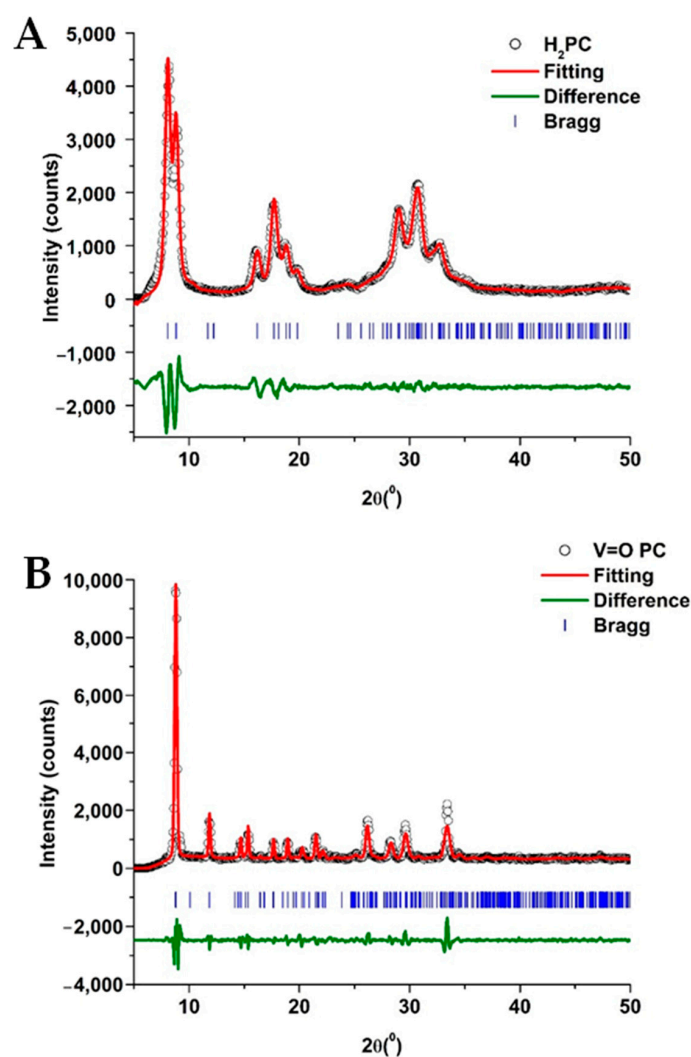 A
H₂PC
Fitting
Difference
Bragg
Intensity (counts)
5,000
4,000
3,000
2,000
1,000
0
−1,000
−2,000
10
20
30
40
50
2θ(⁰)
B
V=O PC
Fitting
Difference
Bragg
Intensity (counts)
10,000
8,000
6,000
4,000
2,000
0
−2,000
−4,000
10
20
30
40
50
2θ(⁰)